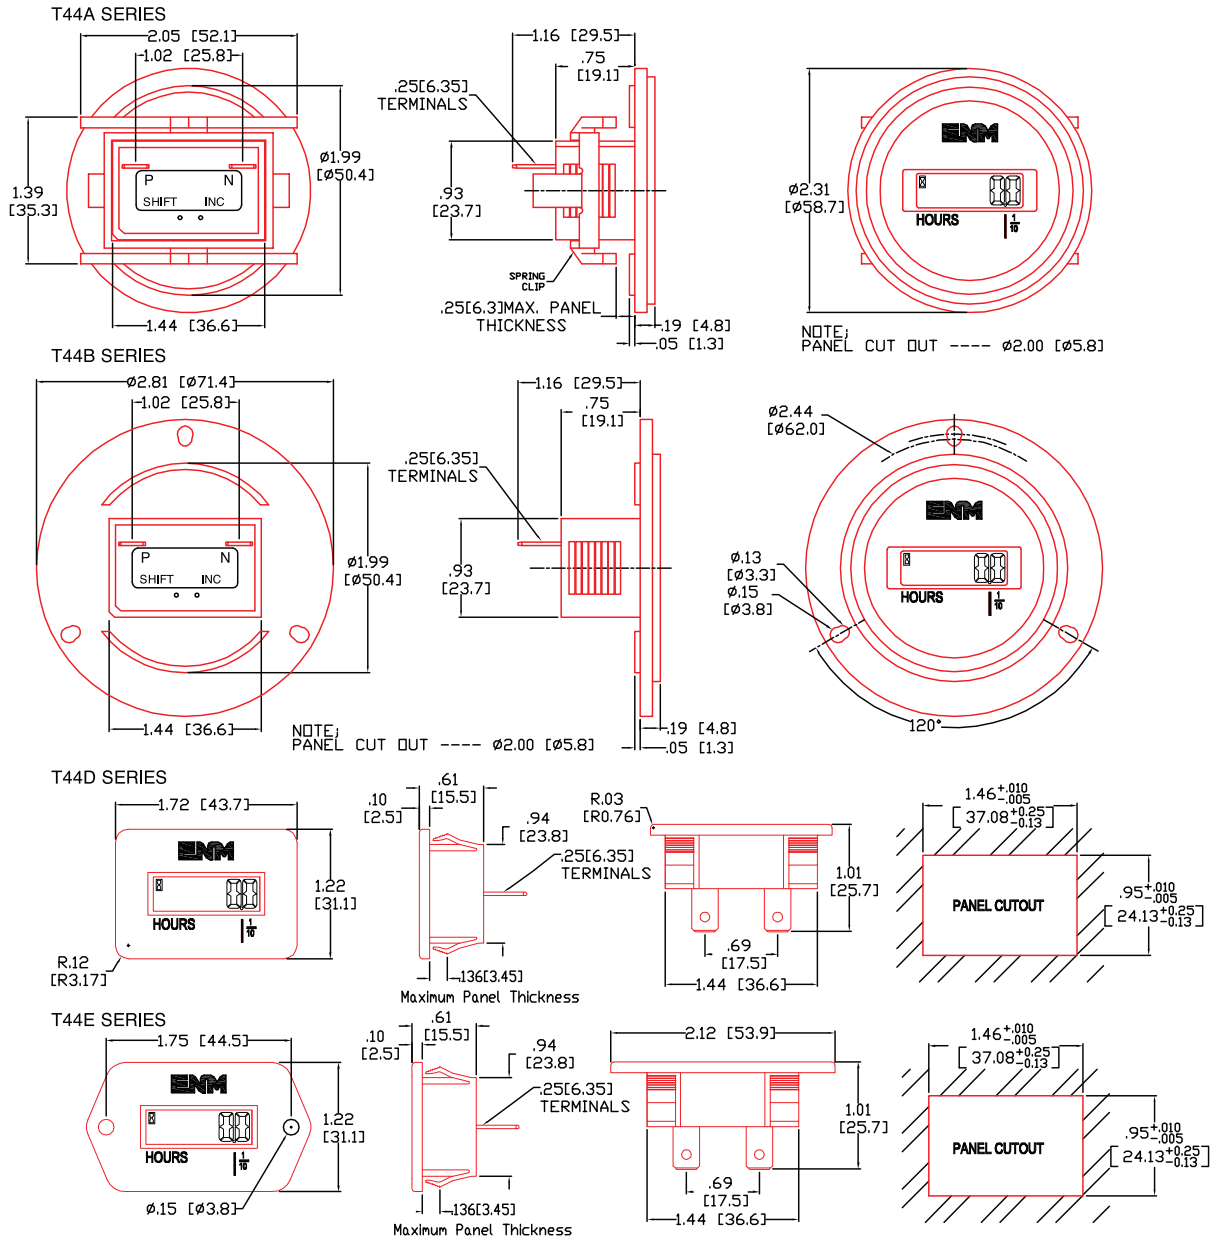 T44A SERIES
2.05 [52.1]
1.02 [25.8]
1.16 [29.5]
.75
[19.1]
.25[6.35]
TERMINALS
Ø1.99
[Ø50.4]
1.39
[35.3]
P N
SHIFT INC
.93
[23.7]
Ø2.31
[Ø58.7]
ENM
HOURS
1
10
SPRING
CLIP
.25[6.3]MAX. PANEL
THICKNESS
1.44 [36.6]
.19 [4.8]
.05 [1.3]
NOTE;
PANEL CUT OUT ---- Ø2.00 [Ø5.8]
T44B SERIES
Ø2.81 [Ø71.4]
1.02 [25.8]
1.16 [29.5]
.75
[19.1]
Ø2.44
[Ø62.0]
.25[6.35]
TERMINALS
ENM
P N
SHIFT INC
Ø1.99
[Ø50.4]
.93
[23.7]
Ø.13
[Ø3.3]
Ø.15
[Ø3.8]
HOURS
1
10
1.44 [36.6]
NOTE;
PANEL CUT OUT ---- Ø2.00 [Ø5.8]
.19 [4.8]
.05 [1.3]
120°
T44D SERIES
1.72 [43.7]
.10
[2.5]
.61
[15.5]
.94
[23.8]
.25[6.35]
TERMINALS
R.03
[R0.76]
1.46+.010
-.005
[37.08+0.25
-0.13]
ENM
HOURS
1
10
1.22
[31.1]
1.01
[25.7]
PANEL CUTOUT
.95+.010
-.005
[24.13+0.25
-0.13]
R.12
[R3.17]
.69
[17.5]
1.44 [36.6]
.136[3.45]
Maximum Panel Thickness
T44E SERIES
1.75 [44.5]
.10
[2.5]
.61
[15.5]
.94
[23.8]
.25[6.35]
TERMINALS
2.12 [53.9]
1.46+.010
-.005
[37.08+0.25
-0.13]
ENM
HOURS
1
10
1.22
[31.1]
1.01
[25.7]
PANEL CUTOUT
.95+.010
-.005
[24.13+0.25
-0.13]
Ø.15 [Ø3.8]
.69
[17.5]
1.44 [36.6]
.136[3.45]
Maximum Panel Thickness